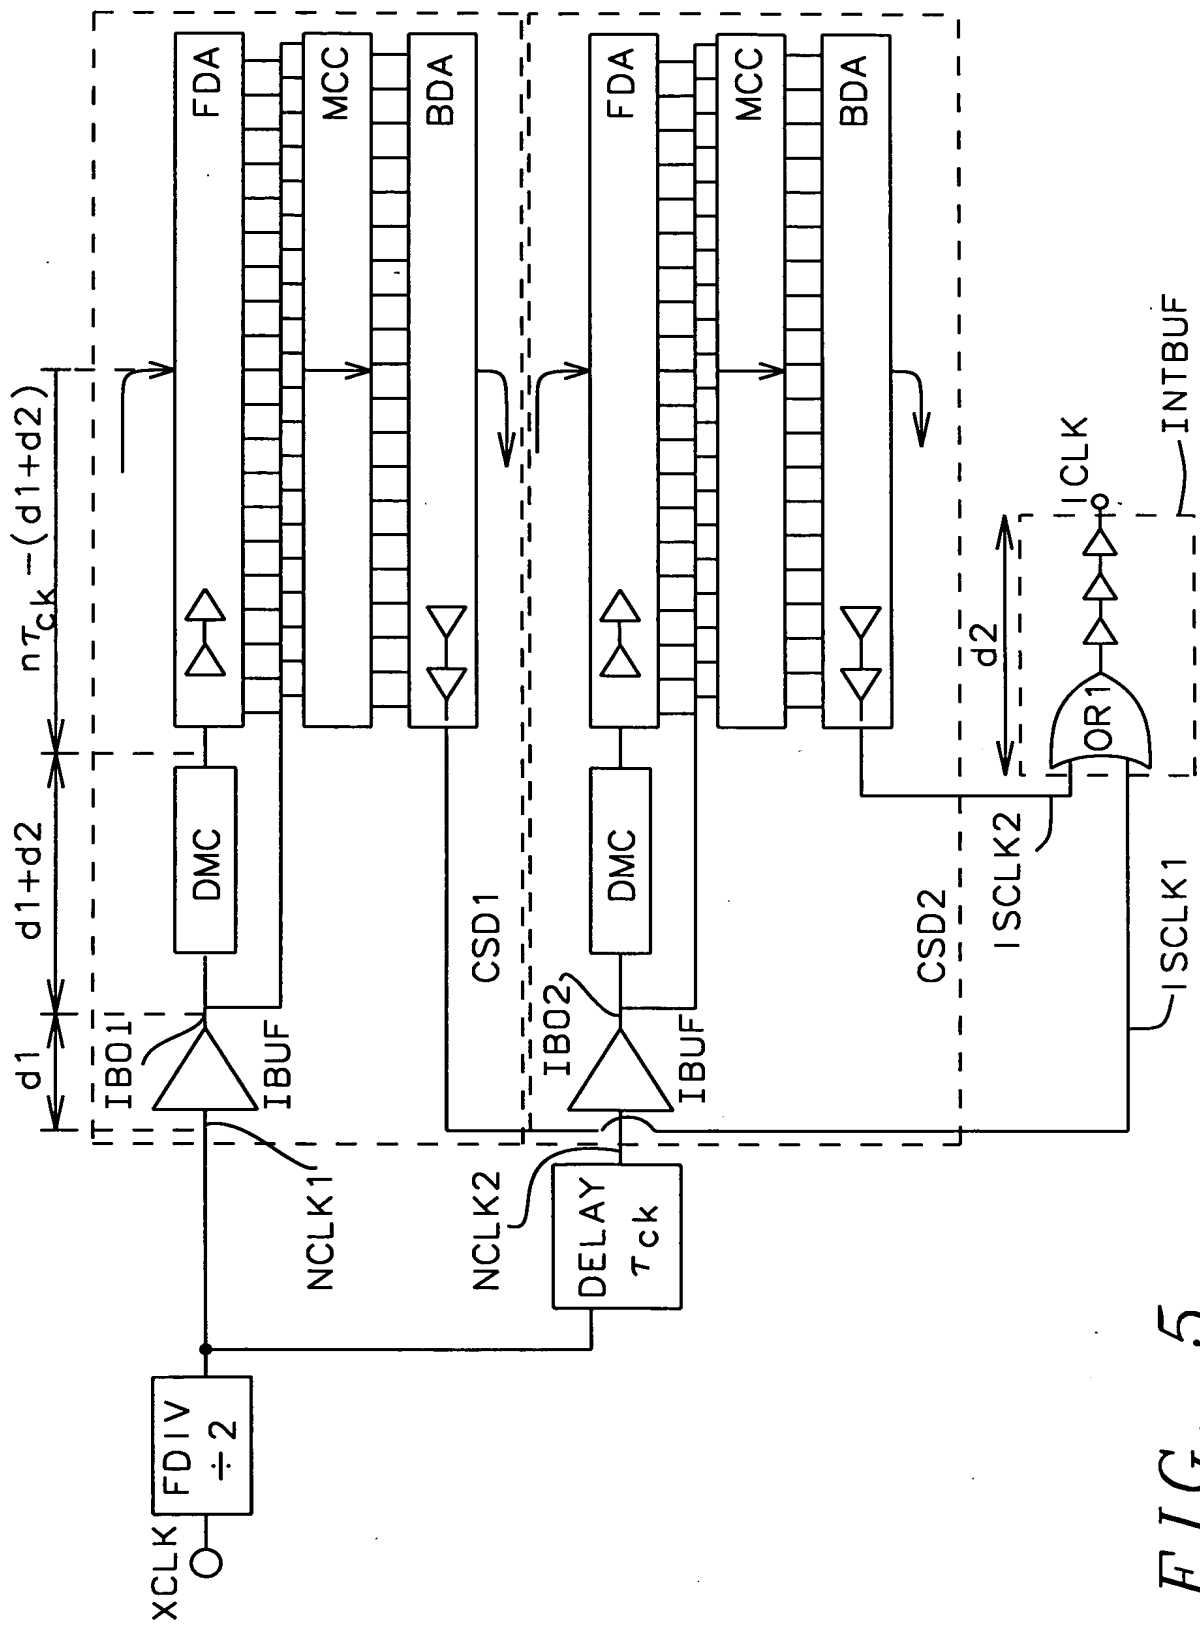 XCLK
FDIV
÷2
NCLK1
d1
d1+d2
nτck-(d1+d2)
IBO1
IBUF
DMC
FDA
MCC
BDA
CSD1
DELAY
τck
NCLK2
IBO2
IBUF
DMC
FDA
MCC
BDA
CSD2
ISCLK2
ISCLK1
d2
OR1
ICLK
INTBUF
FIG. 5